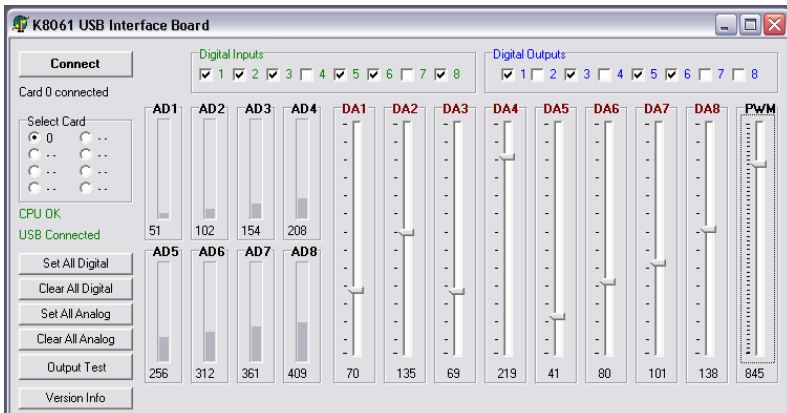 K8061 USB Interface Board
Connect
Card 0 connected
Select Card
0 --
-- --
-- --
-- --
CPU OK
USB Connected
Set All Digital
Clear All Digital
Set All Analog
Clear All Analog
Output Test
Version Info
Digital Inputs
1 2 3 4 5 6 7 8
Digital Outputs
1 2 3 4 5 6 7 8
AD1 AD2 AD3 AD4
51 102 154 208
AD5 AD6 AD7 AD8
256 312 361 409
DA1 DA2 DA3 DA4 DA5 DA6 DA7 DA8 PWM
70 135 69 219 41 80 101 138 845